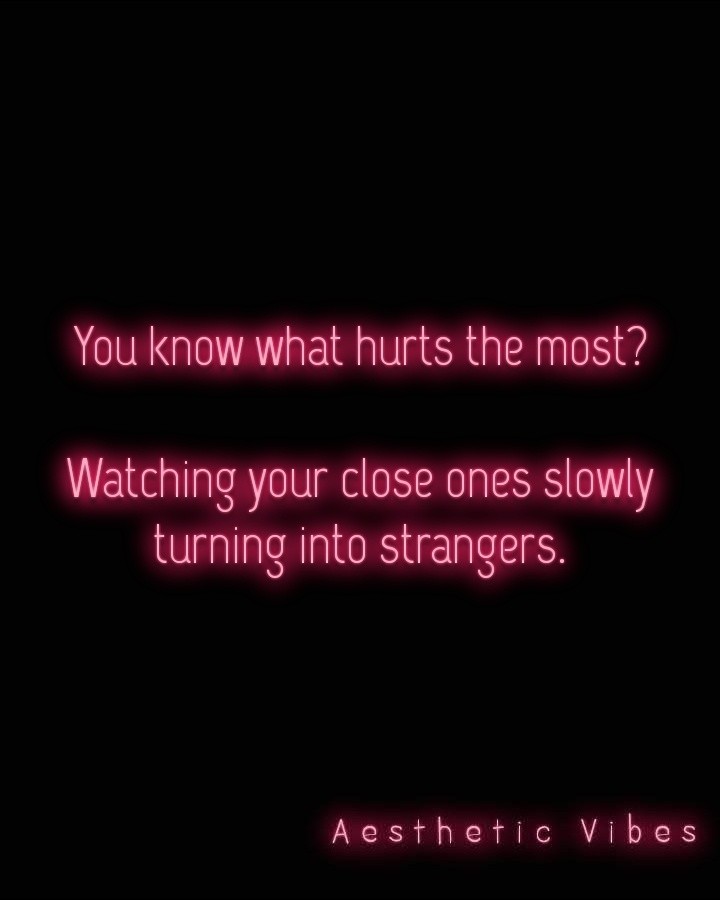 You know what hurts the most?
Watching your close ones slowly
turning into strangers.
Aesthetic Vibes